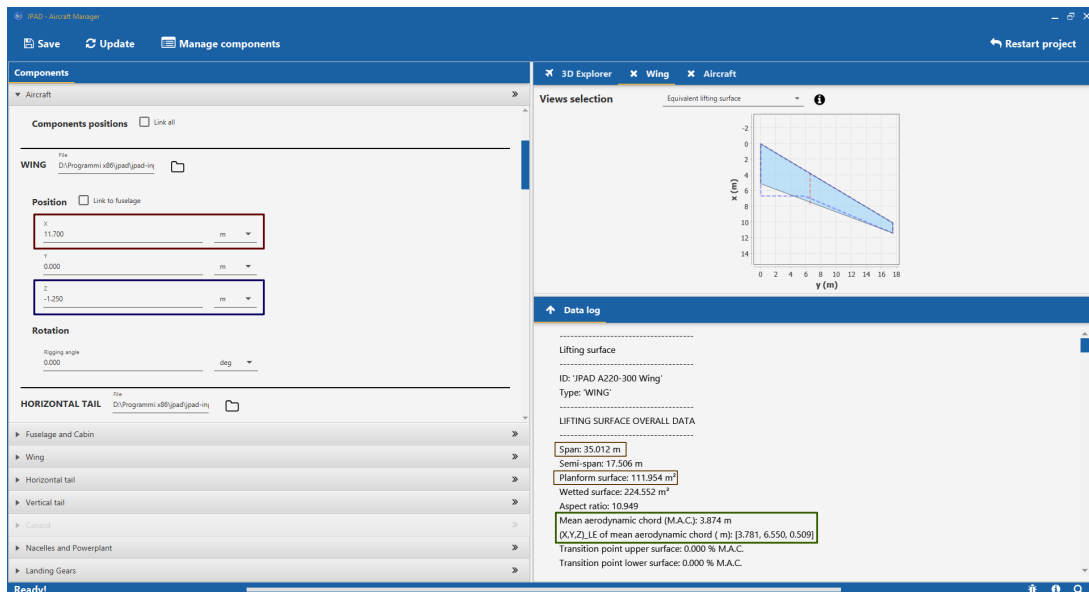 JPAD - Aircraft Manager
Save Update Manage components Restart project
Components
Aircraft
Components positions Link all
File
WING D:\Programmi x86\jpad\jpad-inp
Position Link to fuselage
X
11.700 m
Y
0.000 m
Z
-1.250 m
Rotation
Rigging angle
0.000 deg
File
HORIZONTAL TAIL D:\Programmi x86\jpad\jpad-inp
Fuselage and Cabin
Wing
Horizontal tail
Vertical tail
Canard
Nacelles and Powerplant
Landing Gears
Ready!
3D Explorer Wing Aircraft
Views selection Equivalent lifting surface
-2
0
2
4
6
8
10
12
14
x (m)
0 2 4 6 8 10 12 14 16 18
y (m)
Data log
--------------------------------------
Lifting surface
--------------------------------------
ID: 'JPAD A220-300 Wing'
Type: 'WING'
--------------------------------------
LIFTING SURFACE OVERALL DATA
--------------------------------------
Span: 35.012 m
Semi-span: 17.506 m
Planform surface: 111.954 m²
Wetted surface: 224.552 m²
Aspect ratio: 10.949
Mean aerodynamic chord (M.A.C.): 3.874 m
(X,Y,Z)_LE of mean aerodynamic chord ( m): [3.781, 6.550, 0.509]
Transition point upper surface: 0.000 % M.A.C.
Transition point lower surface: 0.000 % M.A.C.